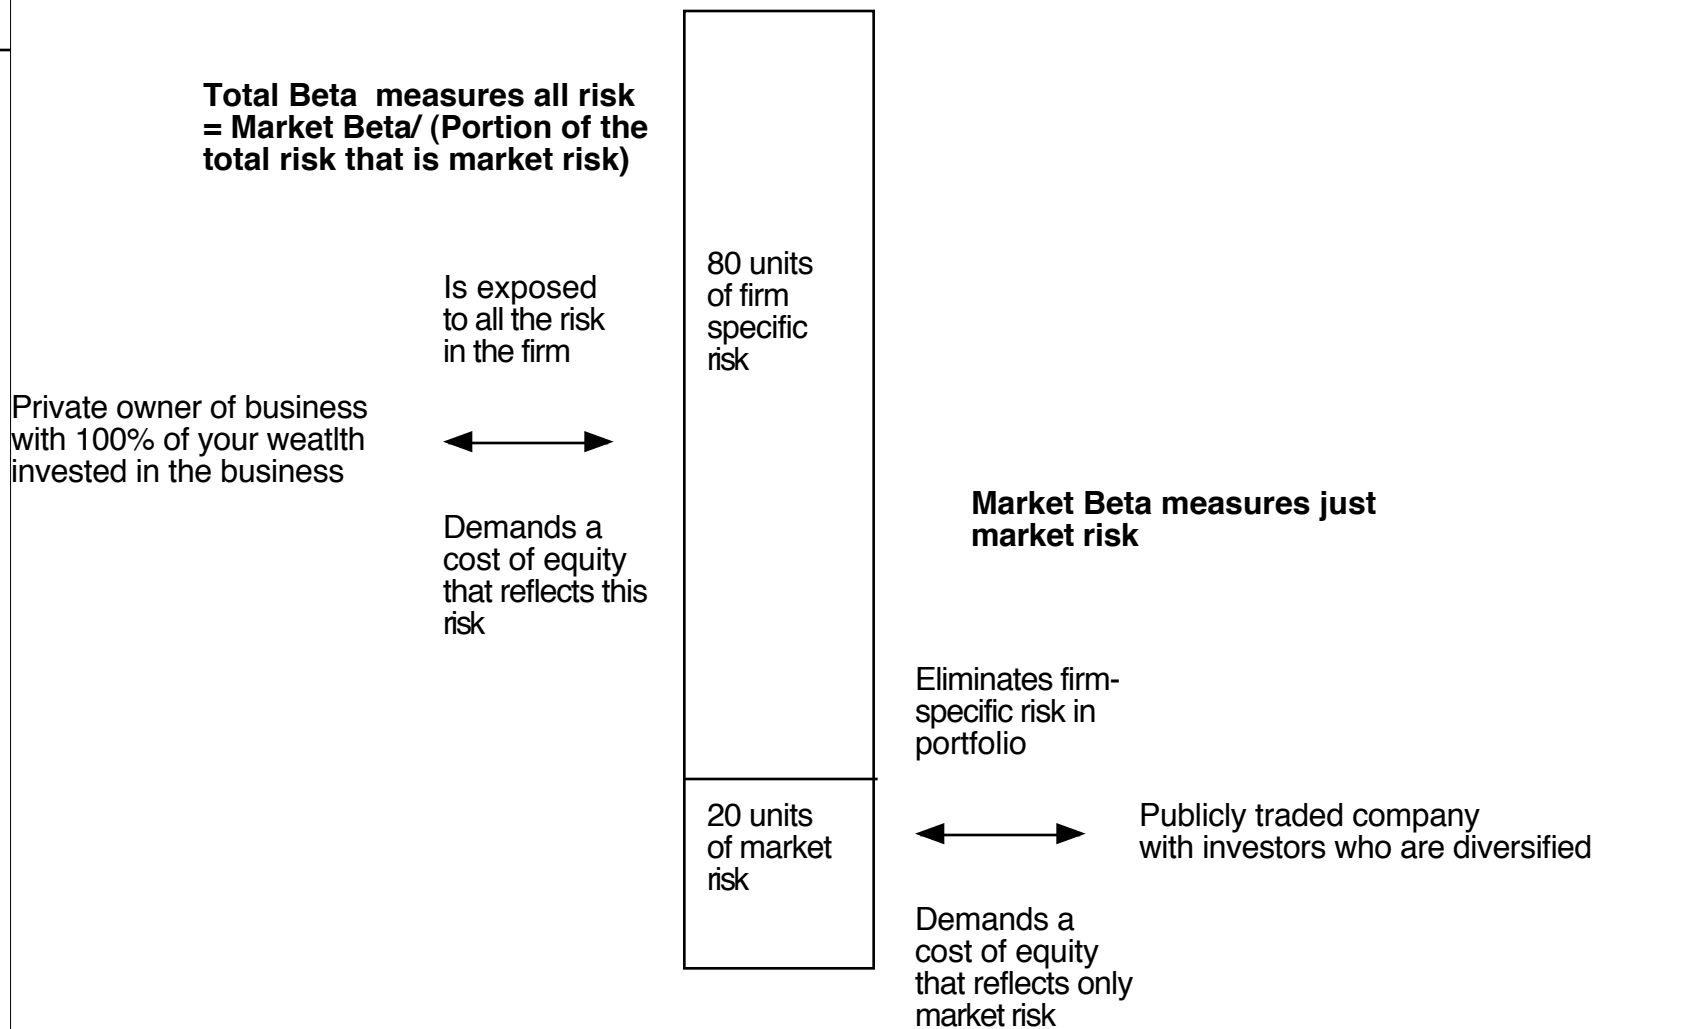 Total Beta  measures all risk
= Market Beta/ (Portion of the
total risk that is market risk)
80 units
of firm
specific
risk
Is exposed
to all the risk
in the firm
Private owner of business
with 100% of your weatlth
invested in the business
Demands a
cost of equity
that reflects this
risk
Market Beta measures just
market risk
Eliminates firm-
specific risk in
portfolio
20 units
of market
risk
Publicly traded company
with investors who are diversified
Demands a
cost of equity
that reflects only
market risk